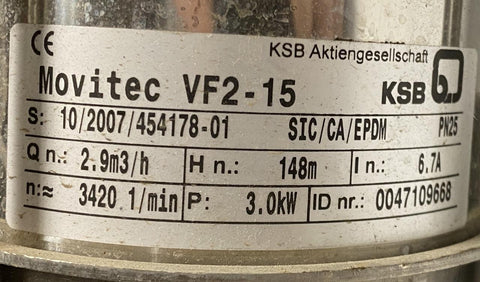 CE KSB Aktiengesellschaft
Movitec VF2-15 KSB
S: 10/2007/454178-01 SIC/CA/EPDM PN25
Q n.: 2.9m3/h H n.: 148m I n.: 6.7A
n:≈ 3420 1/min P: 3.0kW ID nr.: 0047109668